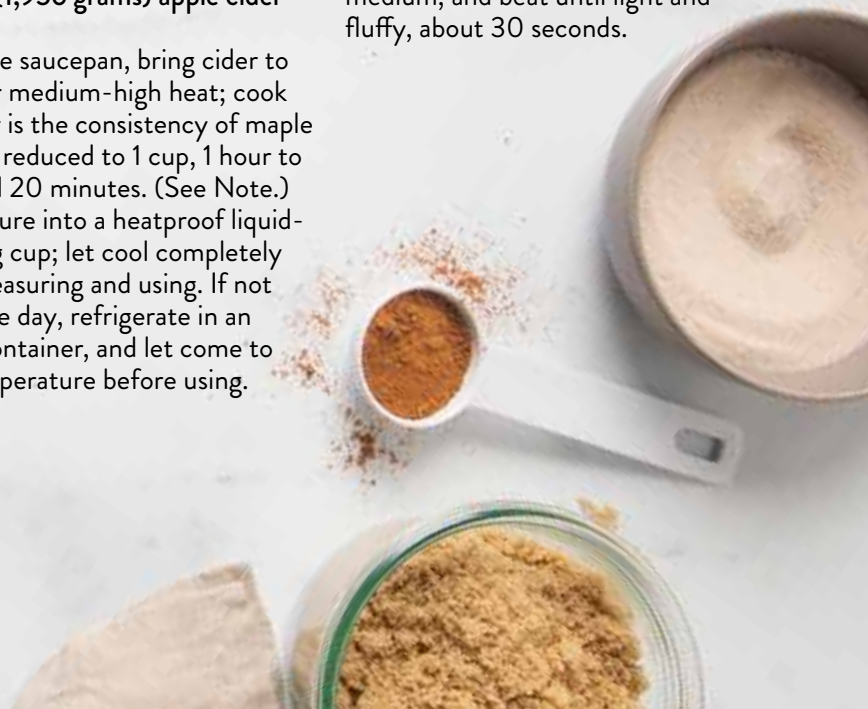 grams) apple cider
e saucepan, bring cider to
medium-high heat; cook
is the consistency of maple
reduced to 1 cup, 1 hour to
20 minutes. (See Note.)
ure into a heatproof liquid-
g cup; let cool completely
easuring and using. If not
e day, refrigerate in an
ontainer, and let come to
perature before using.
medium, and beat until light and
fluffy, about 30 seconds.